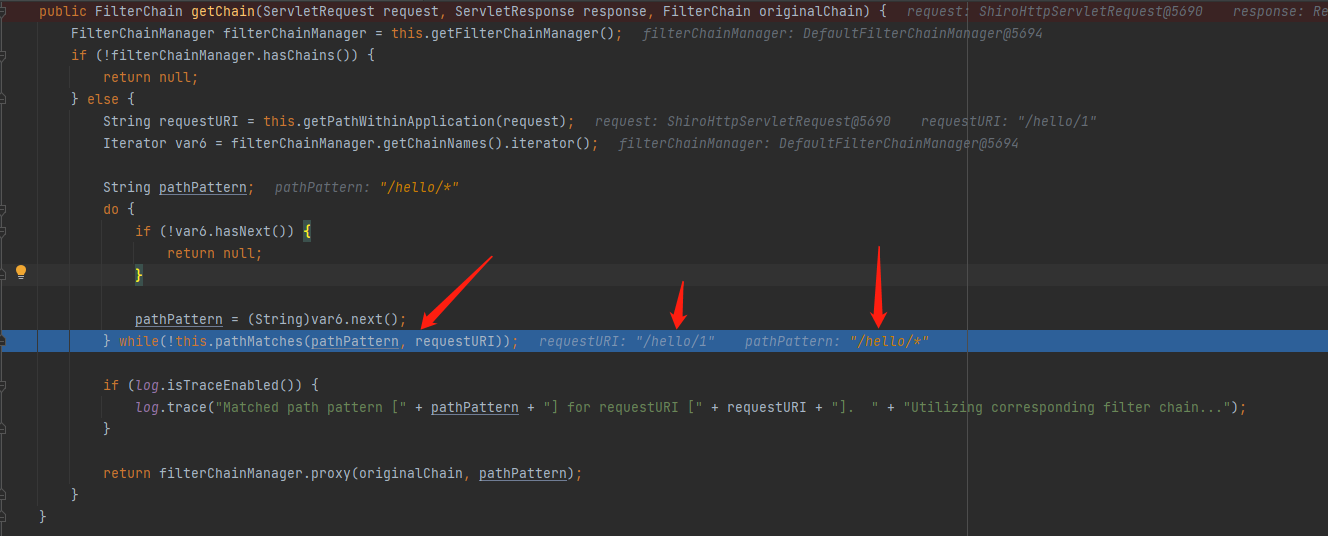 public FilterChain getChain(ServletRequest request, ServletResponse response, FilterChain originalChain) {   request: ShiroHttpServletRequest@5690    response: Re
FilterChainManager filterChainManager = this.getFilterChainManager();   filterChainManager: DefaultFilterChainManager@5694
if (!filterChainManager.hasChains()) {
return null;
} else {
String requestURI = this.getPathWithinApplication(request);   request: ShiroHttpServletRequest@5690    requestURI: "/hello/1"
Iterator var6 = filterChainManager.getChainNames().iterator();   filterChainManager: DefaultFilterChainManager@5694
String pathPattern;   pathPattern: "/hello/*"
do {
if (!var6.hasNext()) {
return null;
}
pathPattern = (String)var6.next();
} while(!this.pathMatches(pathPattern, requestURI));   requestURI: "/hello/1"    pathPattern: "/hello/*"
if (log.isTraceEnabled()) {
log.trace("Matched path pattern [" + pathPattern + "] for requestURI [" + requestURI + "].  " + "Utilizing corresponding filter chain...");
}
return filterChainManager.proxy(originalChain, pathPattern);
}
}